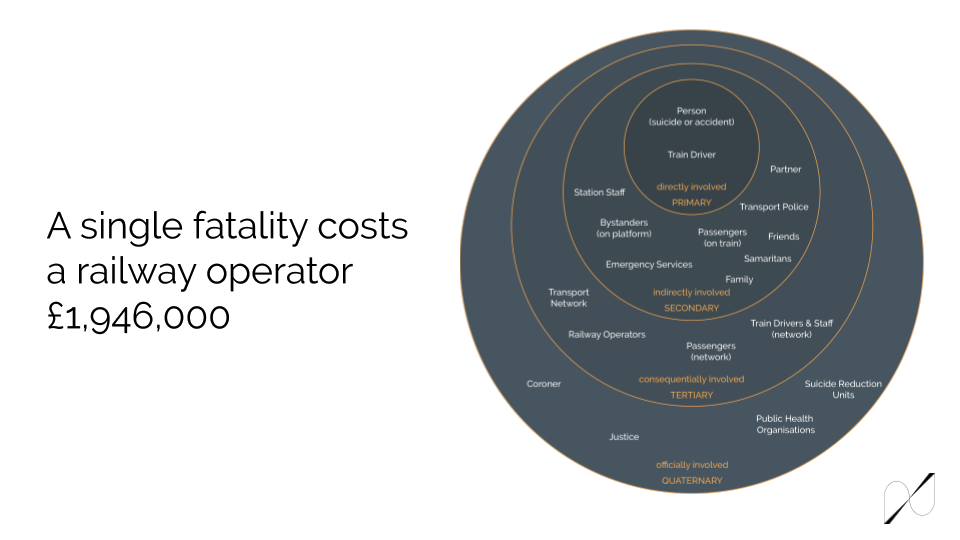 A single fatality costs
a railway operator
£1,946,000
Person
(suicide or accident)
Train Driver
directly involved
PRIMARY
Partner
Station Staff
Transport Police
Bystanders
(on platform)
Passengers
(on train)
Friends
Samaritans
Emergency Services
Family
indirectly involved
SECONDARY
Transport
Network
Train Drivers & Staff
(network)
Railway Operators
Passengers
(network)
consequentially involved
TERTIARY
Coroner
Suicide Reduction
Units
Public Health
Organisations
Justice
officially involved
QUATERNARY